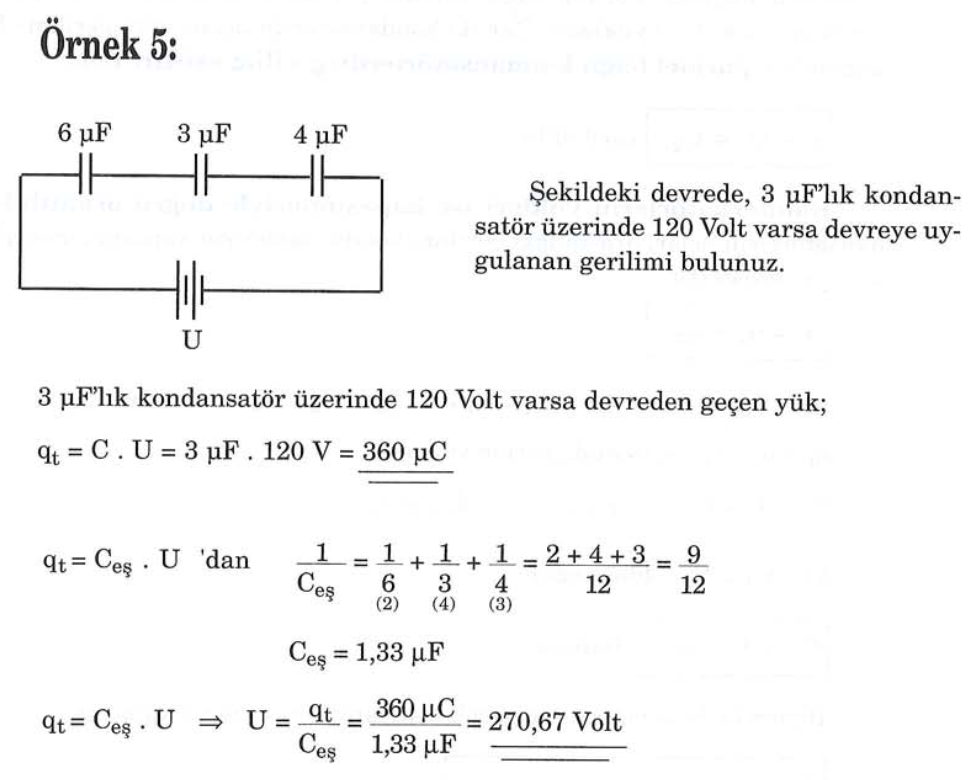 Örnek 5:
6 µF 3 µF 4 µF
U
Şekildeki devrede, 3 µF'lık kondan-
satör üzerinde 120 Volt varsa devreye uy-
gulanan gerilimi bulunuz.
3 µF'lık kondansatör üzerinde 120 Volt varsa devreden geçen yük;
qt = C . U = 3 µF . 120 V = 360 µC
qt = Ceş . U 'dan 1/Ceş = 1/6 + 1/3 + 1/4 = 2 + 4 + 3/12 = 9/12
(2) (4) (3)
Ceş = 1,33 µF
qt = Ceş . U ⇒ U = qt/Ceş = 360 µC/1,33 µF = 270,67 Volt